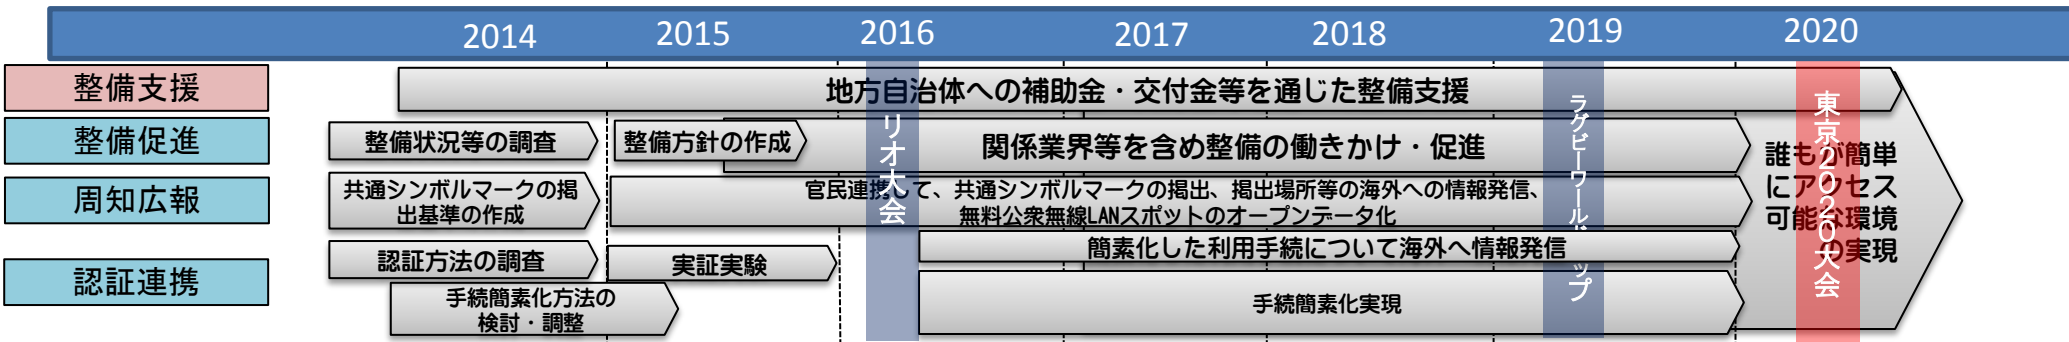 2014 2015 2016 2017 2018 2019 2020
整備支援
地方自治体への補助金・交付金等を通じた整備支援
整備促進
整備状況等の調査
整備方針の作成
関係業界等を含め整備の働きかけ・促進
周知広報
共通シンボルマークの掲
出基準の作成
官民連携して、共通シンボルマークの掲出、掲出場所等の海外への情報発信、
無料公衆無線LANスポットのオープンデータ化
認証連携
認証方法の調査
実証実験
簡素化した利用手続について海外へ情報発信
手続簡素化方法の
検討・調整
手続簡素化実現
リオ大会
ラグビーワールドカップ
東京2020大会
誰もが簡単
にアクセス
可能な環境
の実現